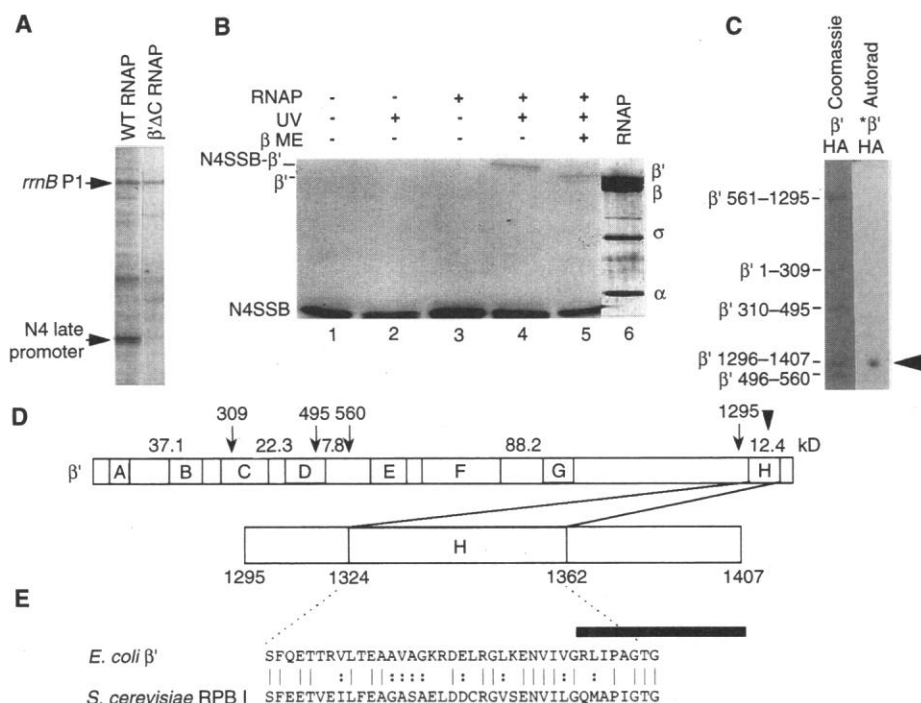 A
WT RNAP
β'ΔC RNAP
rrnB P1
N4 late
promoter
B
RNAP - - + + +
UV - + - + +
β ME - - - - +
RNAP
N4SSB-β'
β'
N4SSB
β'
β
σ
α
1 2 3 4 5 6
C
Coomassie
Autorad
β' *β'
HA HA
β' 561–1295
β' 1–309
β' 310–495
β' 1296–1407
β' 496–560
D
309 495 560 1295
37.1 22.3 7.8 88.2 12.4 kD
β' A B C D E F G H
H
1295 1324 1362 1407
E
E. coli β' SFQETTRVLTEAAVAGKRDELRGLKENVIVGRLIPAGTG
S. cerevisiae RPB I SFEETVEILFEAGASAELDDCRGVSENVILGQMAPIGTG